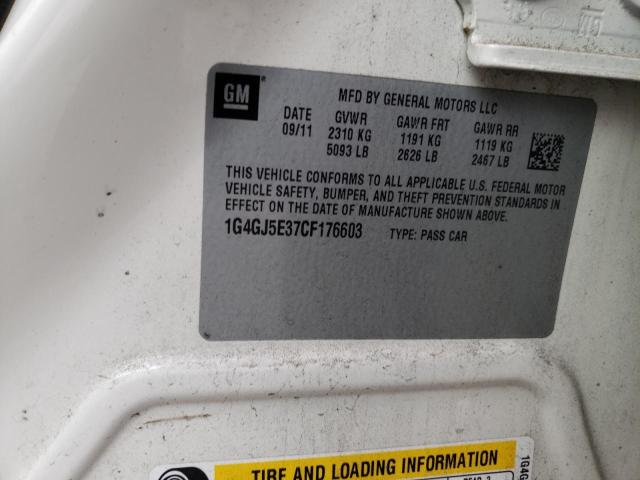 GM
MFD BY GENERAL MOTORS LLC
DATE GVWR GAWR FRT GAWR RR
09/11 2310 KG 1191 KG 1119 KG
5093 LB 2626 LB 2467 LB
THIS VEHICLE CONFORMS TO ALL APPLICABLE U.S. FEDERAL MOTOR
VEHICLE SAFETY, BUMPER, AND THEFT PREVENTION STANDARDS IN
EFFECT ON THE DATE OF MANUFACTURE SHOWN ABOVE.
1G4GJ5E37CF176603 TYPE: PASS CAR
TIRE AND LOADING INFORMATION
1G4G